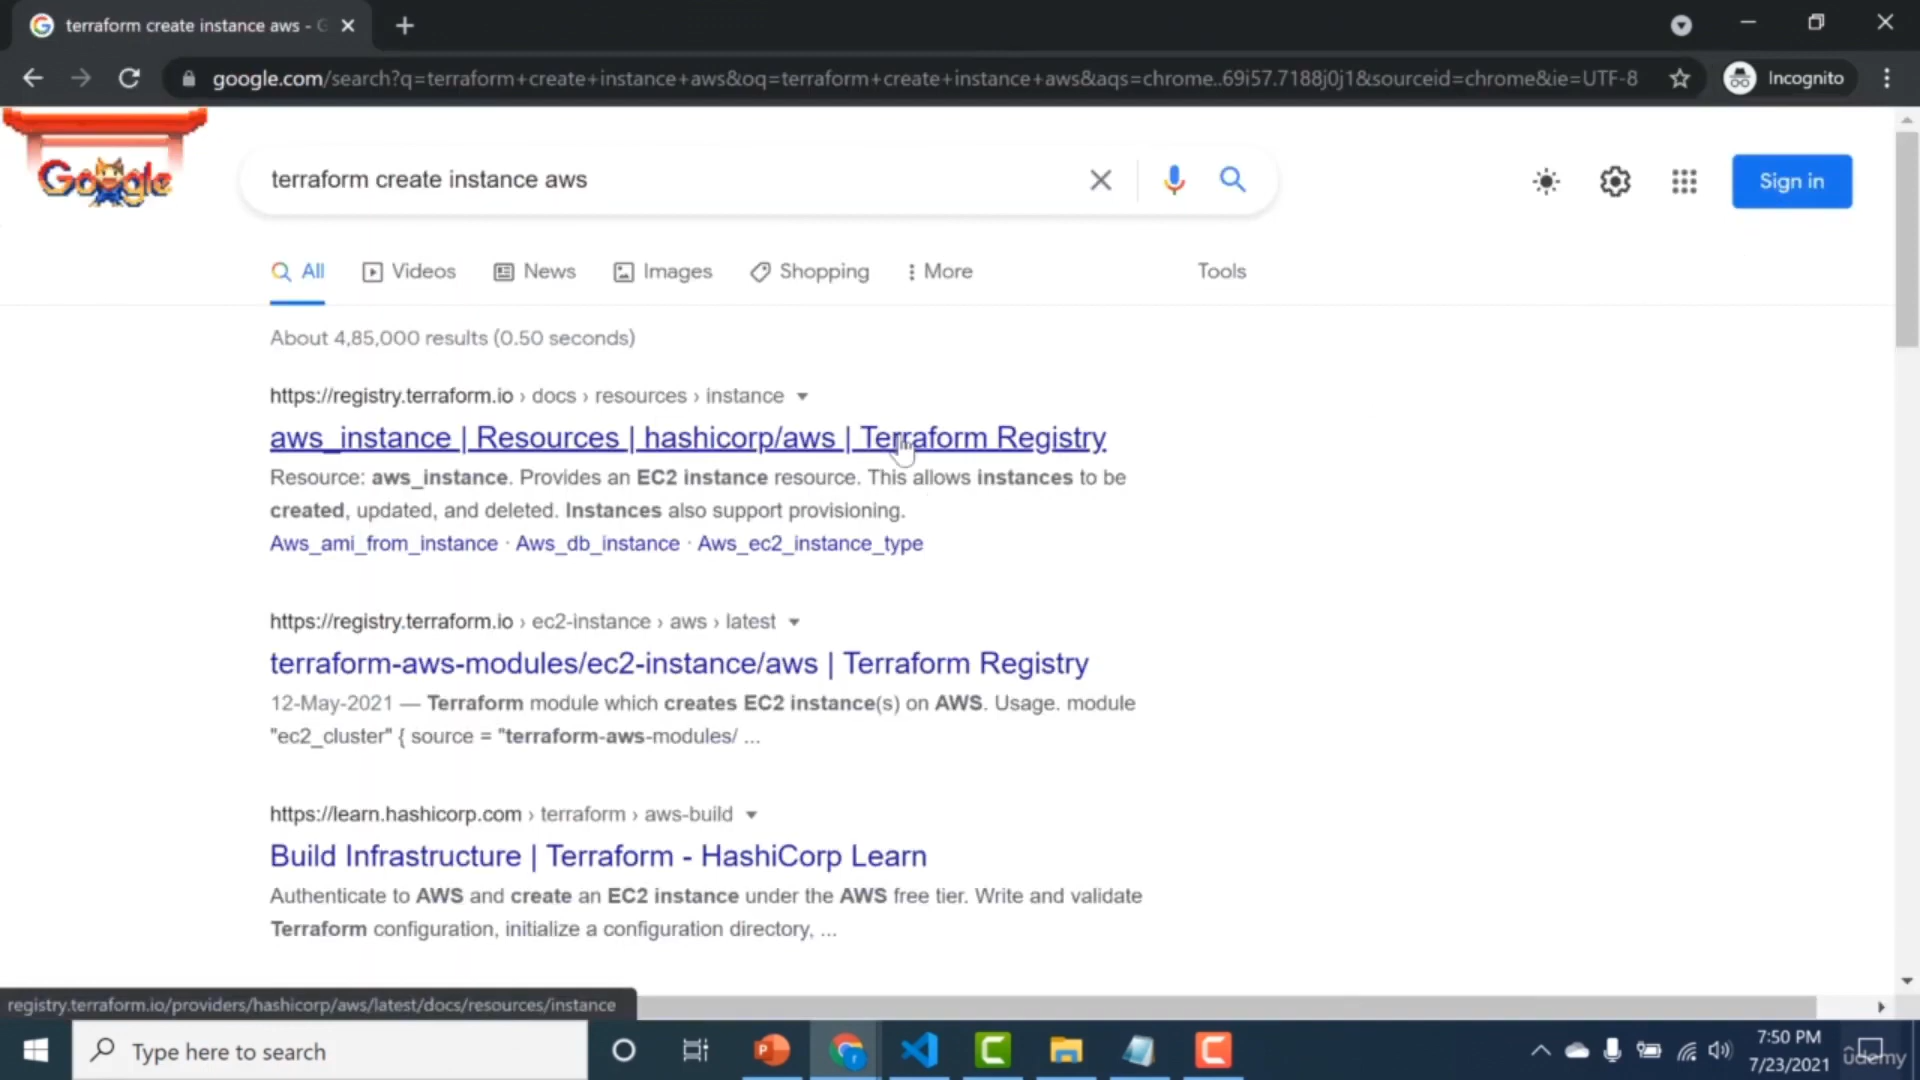 terraform create instance aws - G
google.com/search?q=terraform+create+instance+aws&oq=terraform+create+instance+aws&aqs=chrome..69i57.7188j0j1&sourceid=chrome&ie=UTF-8
Incognito
Google
terraform create instance aws
Sign in
All
Videos
News
Images
Shopping
More
Tools
About 4,85,000 results (0.50 seconds)
https://registry.terraform.io › docs › resources › instance
aws_instance | Resources | hashicorp/aws | Terraform Registry
Resource: aws_instance. Provides an EC2 instance resource. This allows instances to be
created, updated, and deleted. Instances also support provisioning.
Aws_ami_from_instance · Aws_db_instance · Aws_ec2_instance_type
https://registry.terraform.io › ec2-instance › aws › latest
terraform-aws-modules/ec2-instance/aws | Terraform Registry
12-May-2021 — Terraform module which creates EC2 instance(s) on AWS. Usage. module
"ec2_cluster" { source = "terraform-aws-modules/ ...
https://learn.hashicorp.com › terraform › aws-build
Build Infrastructure | Terraform - HashiCorp Learn
Authenticate to AWS and create an EC2 instance under the AWS free tier. Write and validate
Terraform configuration, initialize a configuration directory, ...
registry.terraform.io/providers/hashicorp/aws/latest/docs/resources/instance
Type here to search
7:50 PM
7/23/2021
udemy